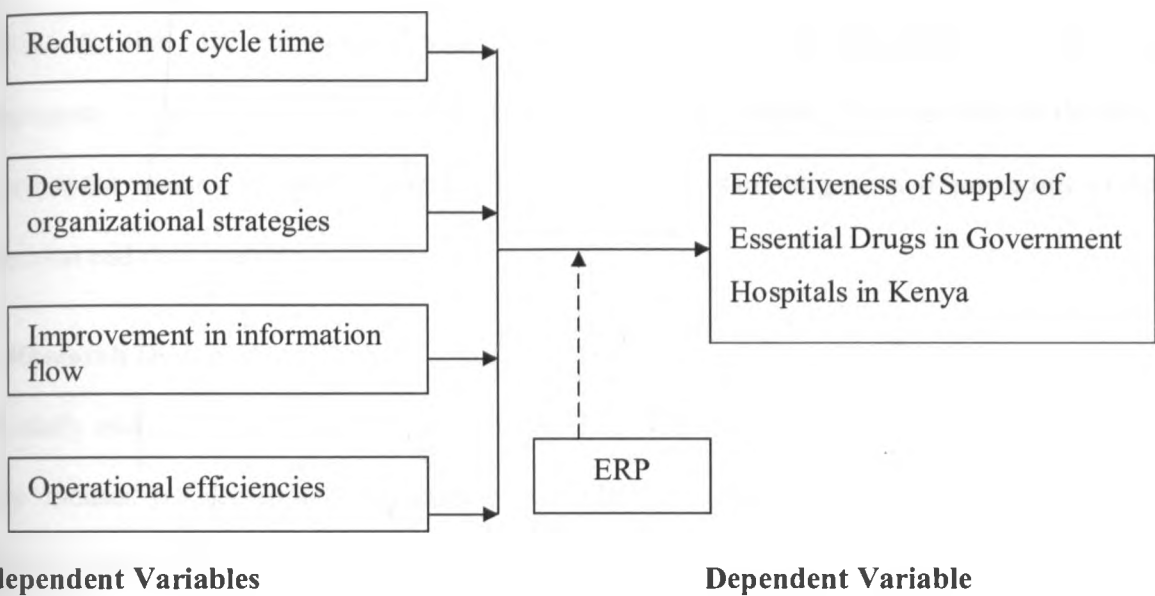 Reduction of cycle time
Development of
organizational strategies
Improvement in information
flow
Operational efficiencies
ERP
Effectiveness of Supply of
Essential Drugs in Government
Hospitals in Kenya
dependent Variables
Dependent Variable